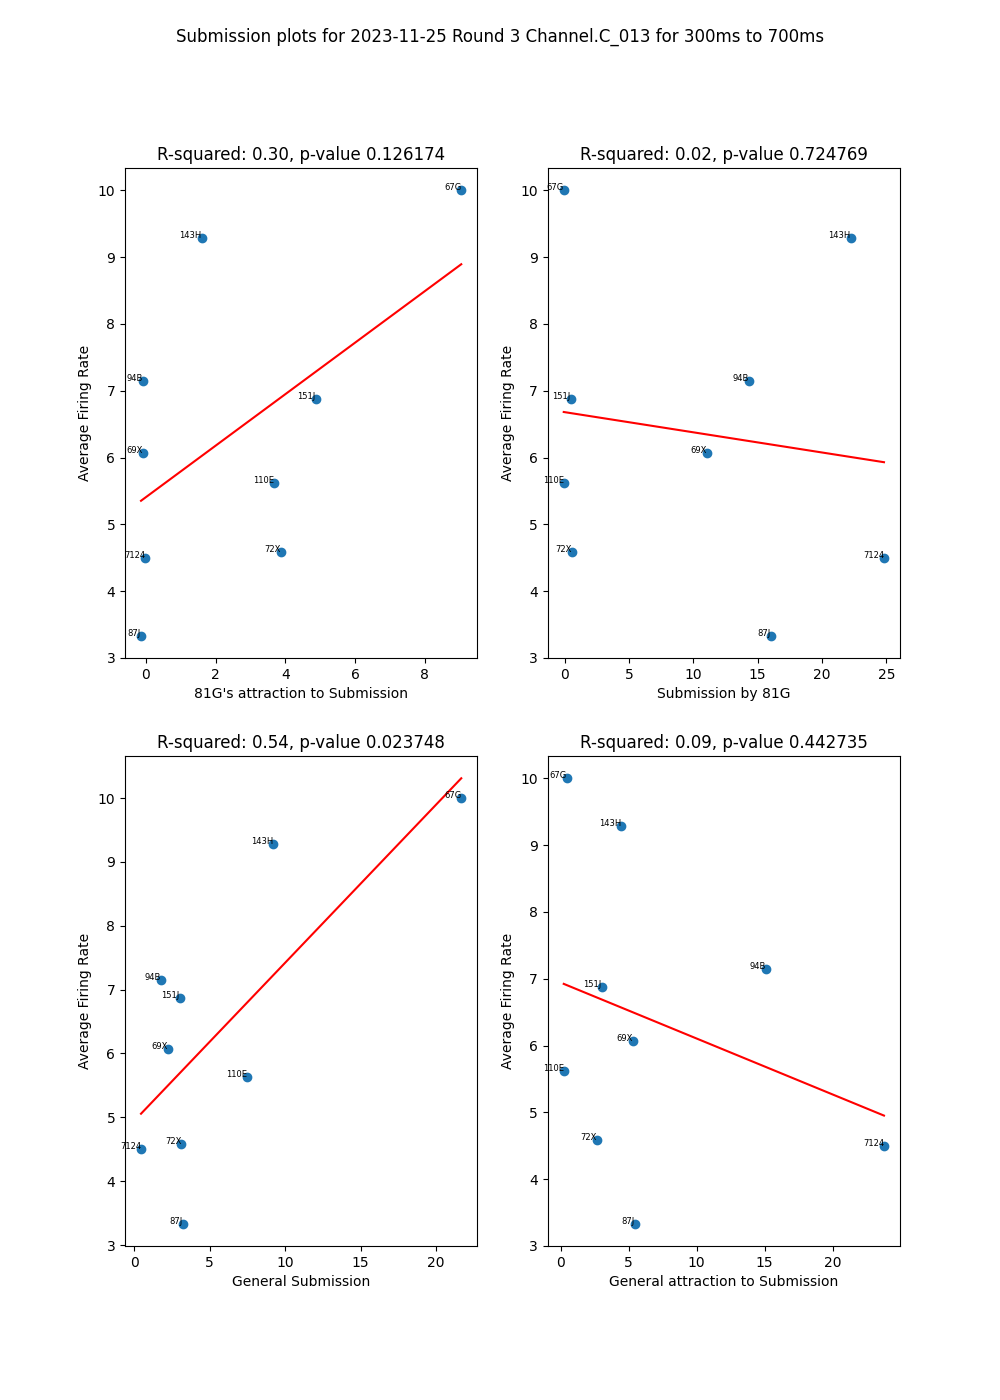 Submission plots for 2023-11-25 Round 3 Channel.C_013 for 300ms to 700ms
R-squared: 0.30, p-value 0.126174
10
9
8
7
6
5
4
3
Average Firing Rate
67G
143H
94B
151J
69X
110E
7124
72X
87J
0 2 4 6 8
81G's attraction to Submission
R-squared: 0.02, p-value 0.724769
10
9
8
7
6
5
4
3
Average Firing Rate
67G
143H
94B
151J
69X
110E
72X
7124
87J
0 5 10 15 20 25
Submission by 81G
R-squared: 0.54, p-value 0.023748
10
9
8
7
6
5
4
3
Average Firing Rate
67G
143H
94B
151J
69X
110E
72X
7124
87J
0 5 10 15 20
General Submission
R-squared: 0.09, p-value 0.442735
10
9
8
7
6
5
4
3
Average Firing Rate
67G
143H
94B
151J
69X
110E
72X
7124
87J
0 5 10 15 20
General attraction to Submission